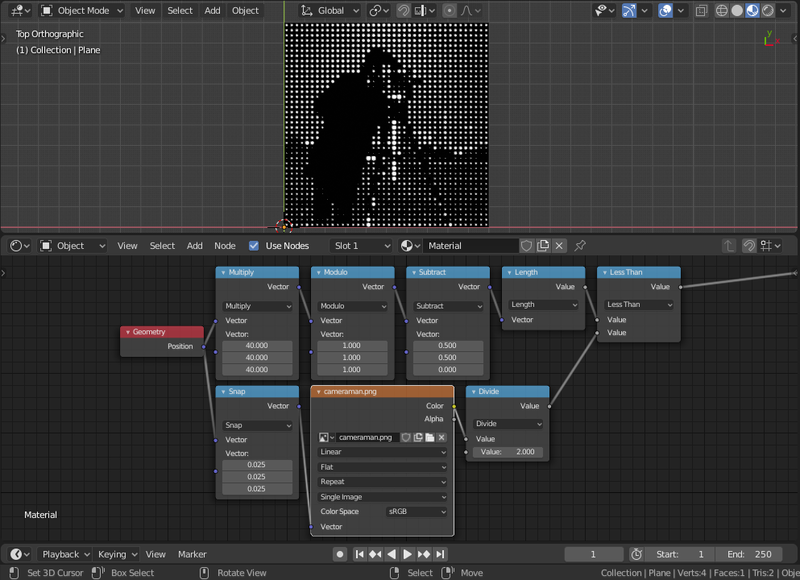 Object Mode View Select Add Object Global
Top Orthographic
(1) Collection | Plane
y
Object View Select Add Node Use Nodes Slot 1 Material
Multiply
Vector
Multiply
Vector
Vector:
40.000
40.000
40.000
Modulo
Vector
Modulo
Vector
Vector:
1.000
1.000
1.000
Subtract
Vector
Subtract
Vector
Vector:
0.500
0.500
0.000
Length
Value
Length
Vector
Less Than
Value
Less Than
Value
Value
Geometry
Position
Snap
Vector
Snap
Vector
Vector:
0.025
0.025
0.025
cameraman.png
Color
Alpha
cameraman.png
Linear
Flat
Repeat
Single Image
Color Space sRGB
Vector
Divide
Value
Divide
Value
Value: 2.000
Material
Playback Keying View Marker 1 Start: 1 End: 250
Set 3D Cursor Box Select Rotate View Select Move Collection | Plane | Verts:4 | Faces:1 | Tris:2 | Obje